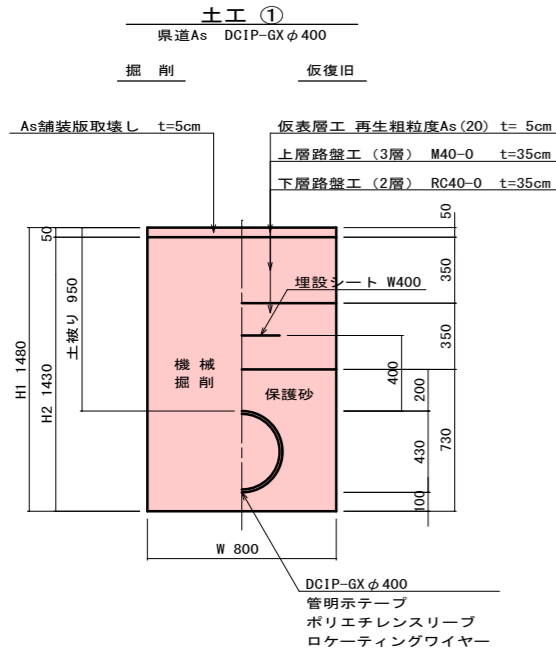 土工 ①
県道As DCIP-GXφ400
掘 削
仮復旧
As舗装版取壊し t=5cm
仮表層工 再生粗粒度As(20) t= 5cm
上層路盤工 (3層) M40-0 t=35cm
下層路盤工 (2層) RC40-0 t=35cm
50
50
350
350
埋設シート W400
土被り 950
H1 1480
H2 1430
機 械
掘 削
保護砂
400
200
430
730
100
W 800
DCIP-GXφ400
管明示テープ
ポリエチレンスリーブ
ロケーティングワイヤー